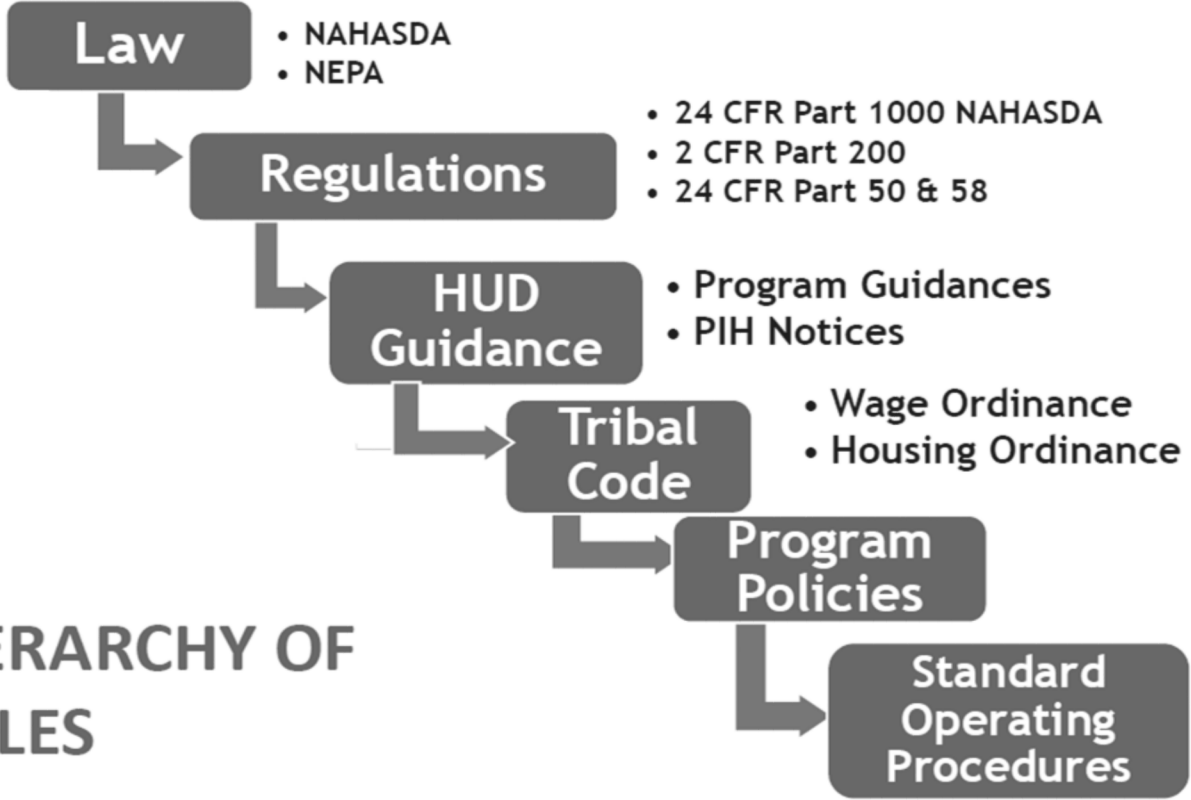 Law
• NAHASDA
• NEPA
Regulations
• 24 CFR Part 1000 NAHASDA
• 2 CFR Part 200
• 24 CFR Part 50 & 58
HUD
Guidance
• Program Guidances
• PIH Notices
Tribal
Code
• Wage Ordinance
• Housing Ordinance
Program
Policies
Standard
Operating
Procedures
ERARCHY OF
LES